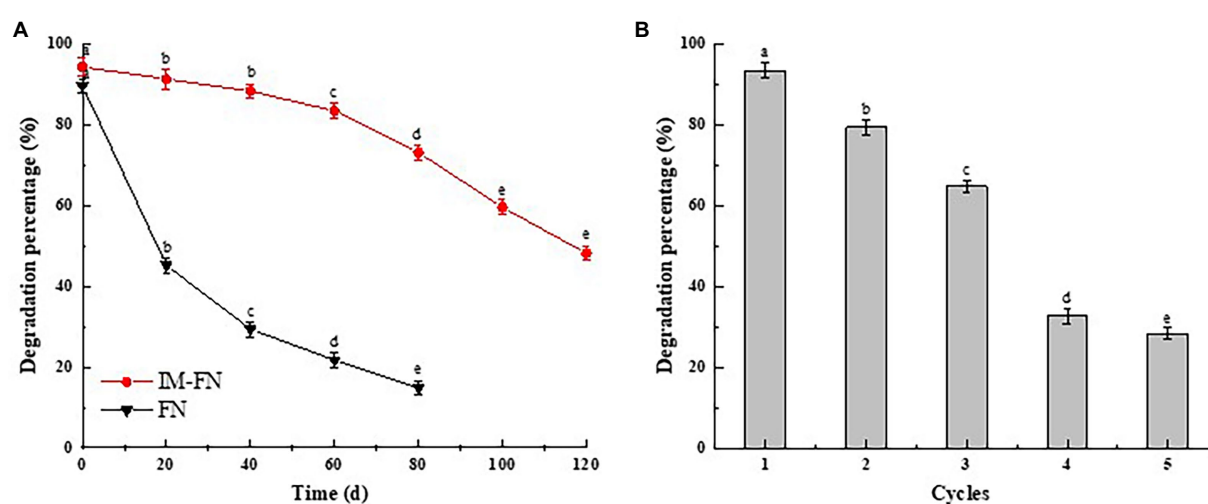 A
Degradation percentage (%)
100
80
60
40
20
0
a
b
b
c
d
e
e
a
b
c
d
e
IM-FN
FN
0 20 40 60 80 100 120
Time (d)
B
Degradation percentage (%)
100
80
60
40
20
0
a
b
c
d
e
1 2 3 4 5
Cycles